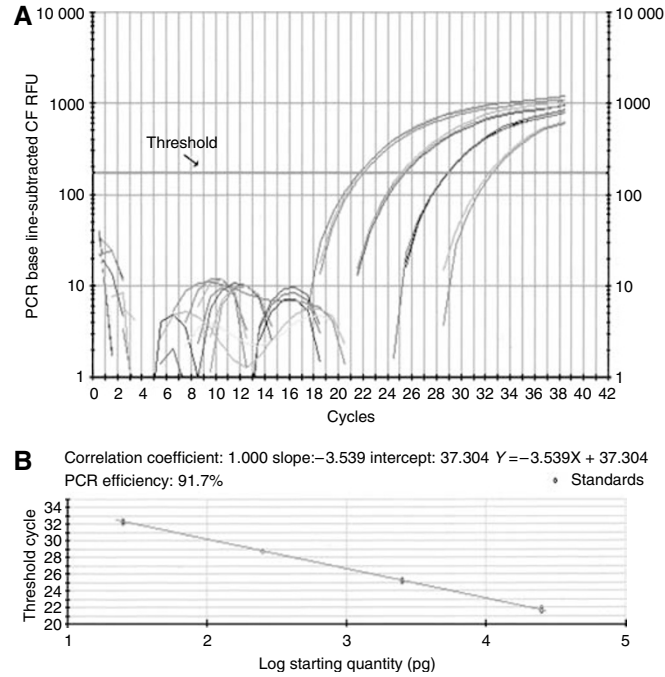 A
10 000
10 000
1000
1000
100
100
10
10
1
1
PCR base line-subtracted CF RFU
Threshold
0 2 4 6 8 10 12 14 16 18 20 22 24 26 28 30 32 34 36 38 40 42
Cycles
B
Correlation coefficient: 1.000 slope:−3.539 intercept: 37.304 Y=−3.539X + 37.304
PCR efficiency: 91.7%
Standards
Threshold cycle
34
32
30
28
26
24
22
20
1 2 3 4 5
Log starting quantity (pg)